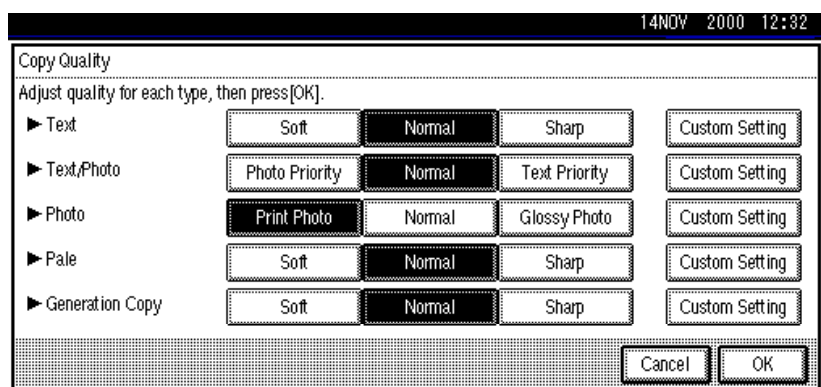 14NOV 2000 12:32
Copy Quality
Adjust quality for each type, then press[OK].
►Text Soft Normal Sharp Custom Setting
►Text/Photo Photo Priority Normal Text Priority Custom Setting
►Photo Print Photo Normal Glossy Photo Custom Setting
►Pale Soft Normal Sharp Custom Setting
►Generation Copy Soft Normal Sharp Custom Setting
Cancel OK